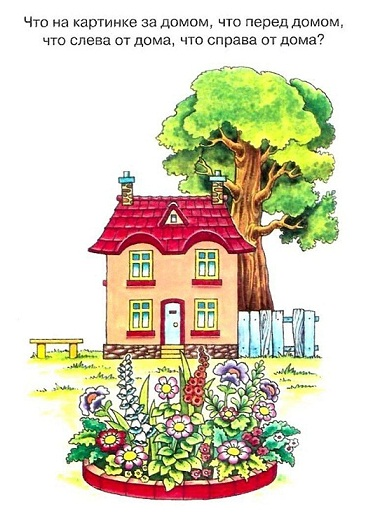 Что на картинке за домом, что перед домом,
что слева от дома, что справа от дома?